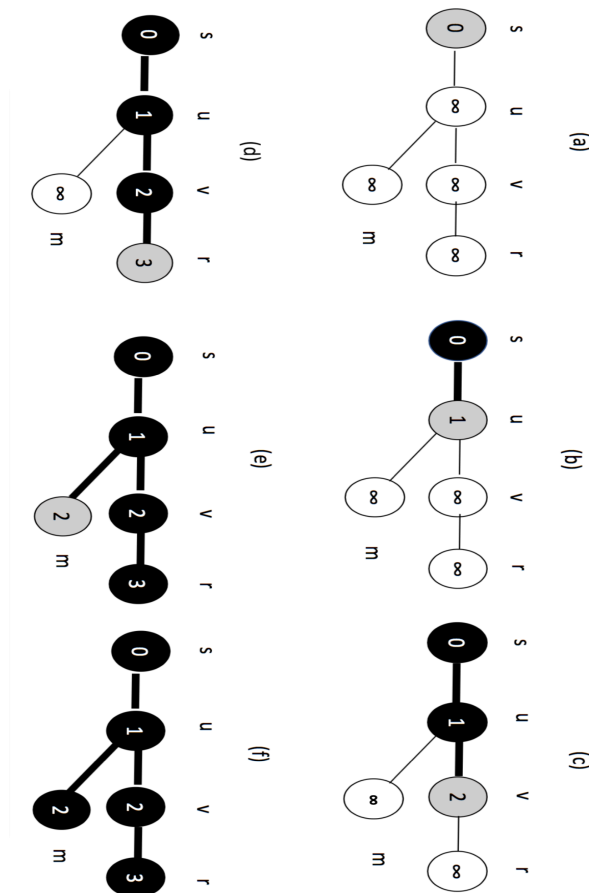 (a) (b) (c)
s u v r s u v r s u v r
0 ∞ ∞ ∞ 0 1 ∞ ∞ 0 1 2 ∞
∞ m ∞ m ∞ m
(d) (e) (f)
s u v r s u v r s u v r
0 1 2 3 0 1 2 3 0 1 2 3
∞ m 2 m 2 m